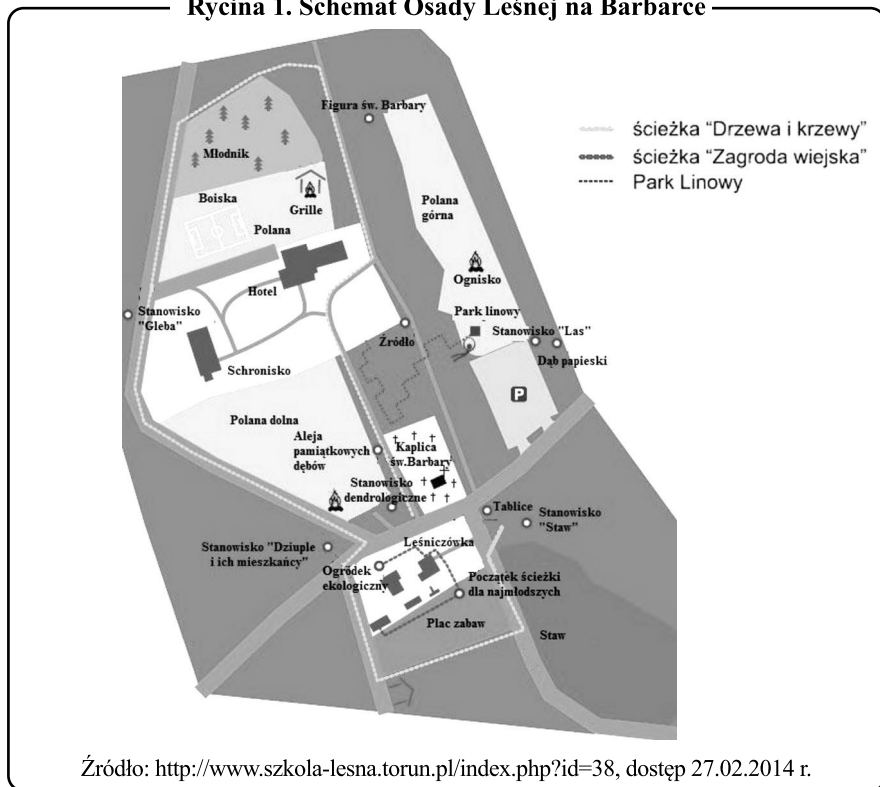 Rycina 1. Schemat Osady Leśnej na Barbarce
Figura św. Barbary
ścieżka "Drzewa i krzewy"
ścieżka "Zagroda wiejska"
Park Linowy
Młodnik
Boiska
Grille
Polana
górna
Polana
Ognisko
Hotel
Stanowisko
"Gleba"
Park linowy
Stanowisko "Las"
Źródło
Dąb papieski
Schronisko
P
Polana dolna
Aleja
pamiątkowych
dębów
Kaplica
św.Barbary
Stanowisko
dendrologiczne
Tablice
Stanowisko
"Staw"
Stanowisko "Dziuple
i ich mieszkańcy"
Leśniczówka
Ogródek
ekologiczny
Początek ścieżki
dla najmłodszych
Plac zabaw
Staw
Źródło: http://www.szkola-lesna.torun.pl/index.php?id=38, dostęp 27.02.2014 r.